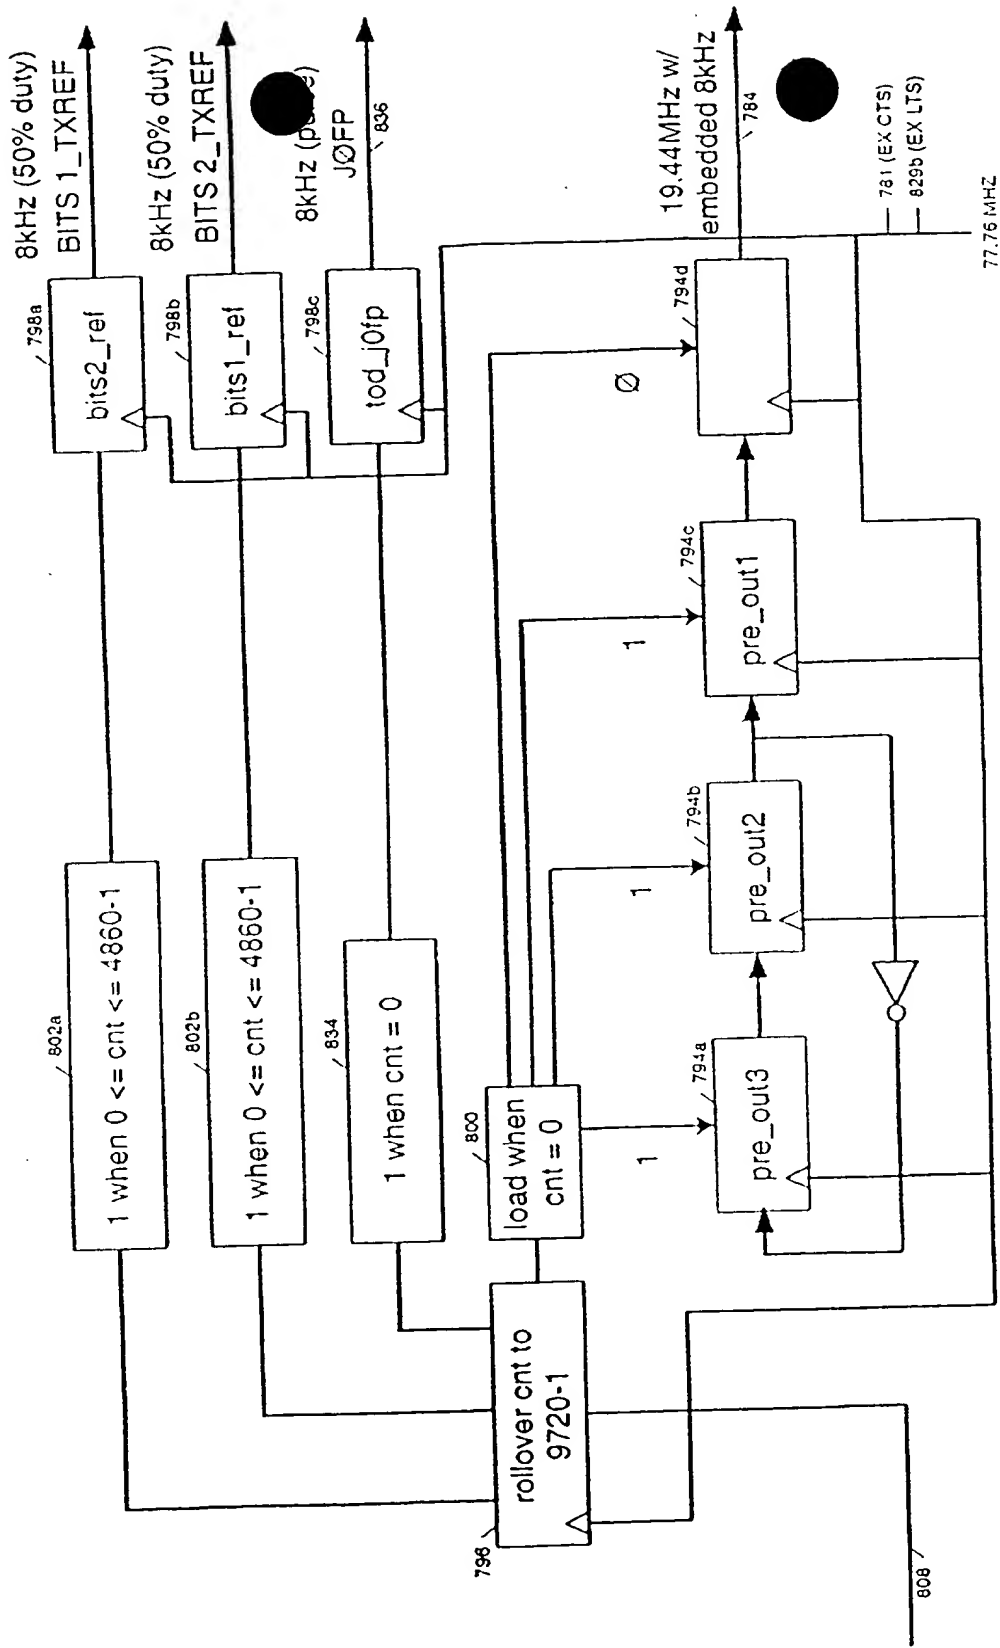 8kHz (50% duty)
BITS 1_TXREF
798a
bits2_ref
802a
1 when 0 <= cnt <= 4860-1
8kHz (50% duty)
BITS 2_TXREF
798b
bits1_ref
802b
1 when 0 <= cnt <= 4860-1
8kHz
JØFP
836
798c
tod_j0fp
834
1 when cnt = 0
800
load when
cnt = 0
796
rollover cnt to
9720-1
808
1
794a
pre_out3
1
794b
pre_out2
1
794c
pre_out1
Ø
794d
19.44MHz w/
embedded 8kHz
784
781 (EX CTS)
829b (EX LTS)
77.76 MHZ